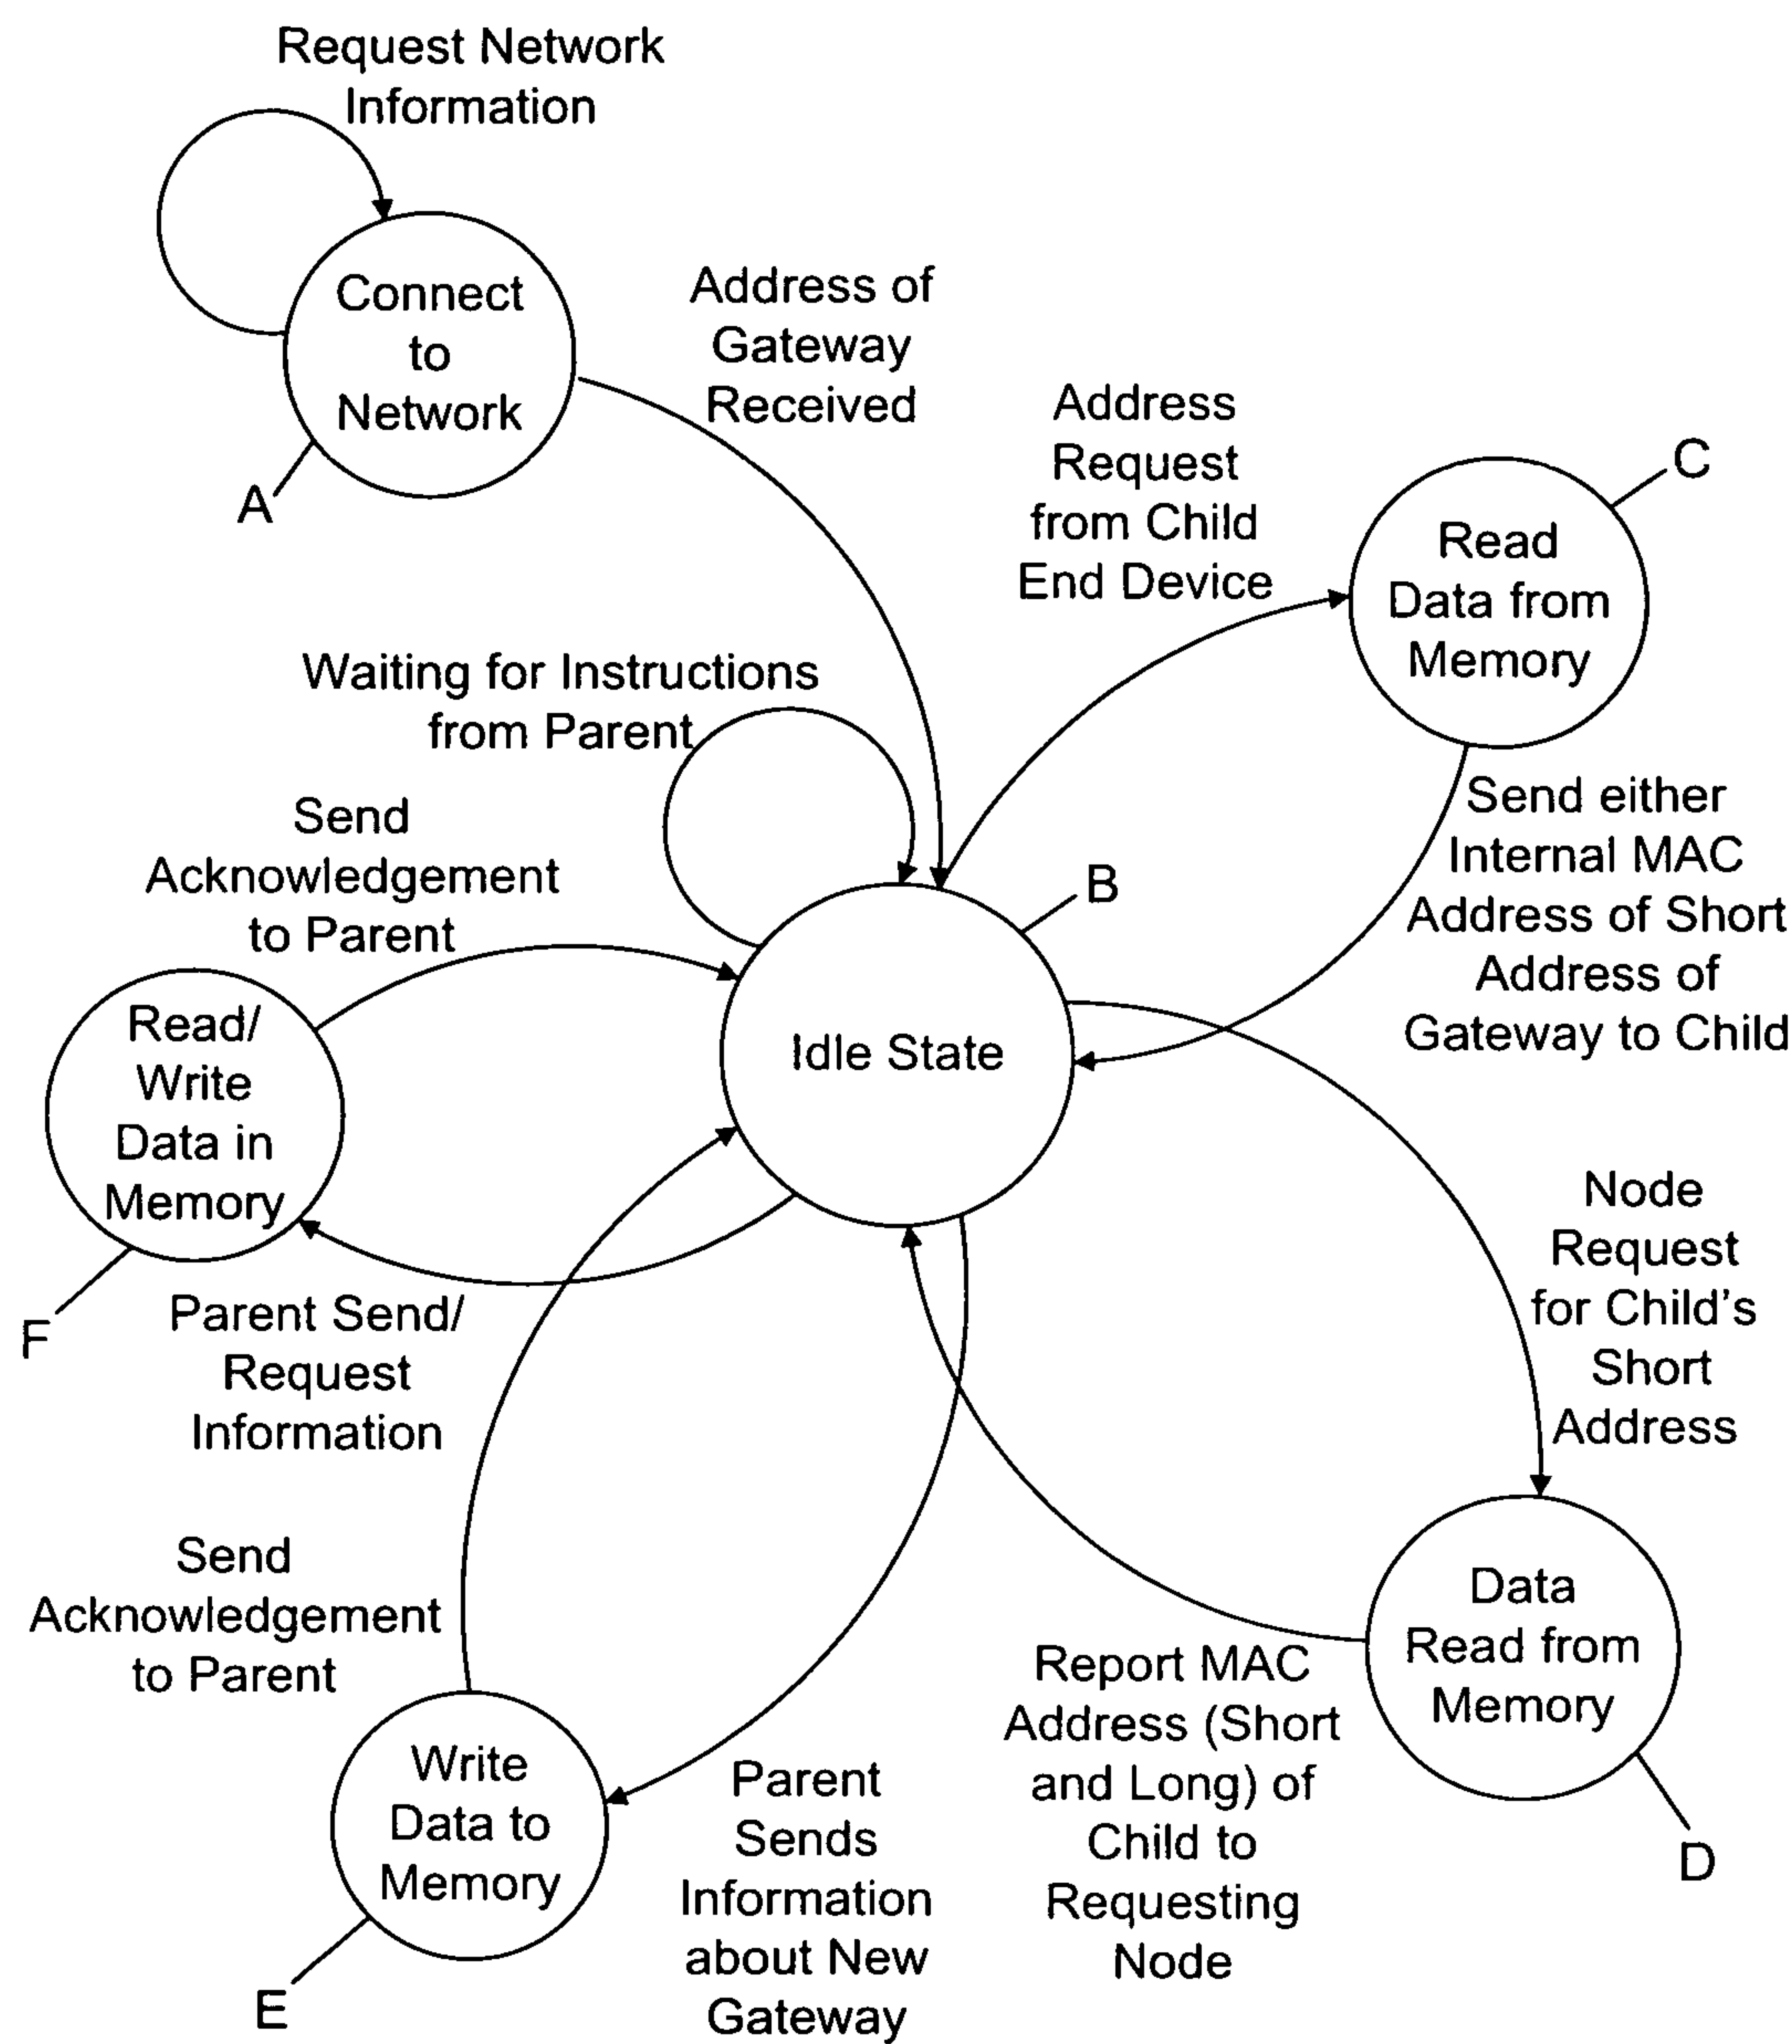 Request Network
Information
Connect
to
Network
A
Address of
Gateway
Received
Address
Request
from Child
End Device
C
Read
Data from
Memory
Waiting for Instructions
from Parent
Send
Acknowledgement
to Parent
B
Send either
Internal MAC
Address of Short
Address of
Gateway to Child
Idle State
Read/
Write
Data in
Memory
F
Parent Send/
Request
Information
Node
Request
for Child's
Short
Address
Send
Acknowledgement
to Parent
Data
Read from
Memory
D
Report MAC
Address (Short
and Long) of
Child to
Requesting
Node
Write
Data to
Memory
E
Parent
Sends
Information
about New
Gateway